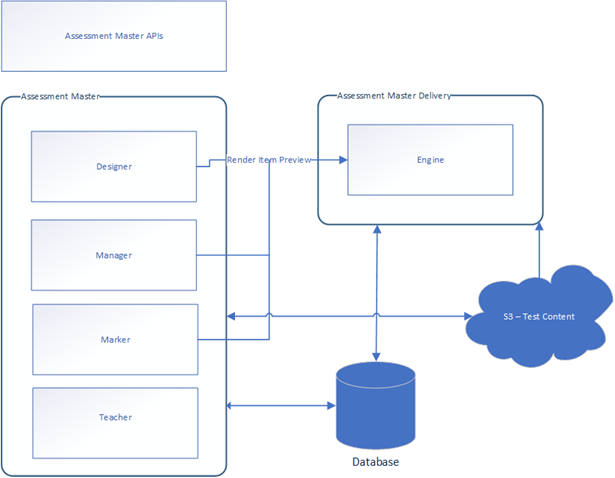 Assessment Master APIs
Assessment Master
Assessment Master Delivery
Designer
Render Item Preview
Engine
Manager
S3 – Test Content
Marker
Teacher
Database